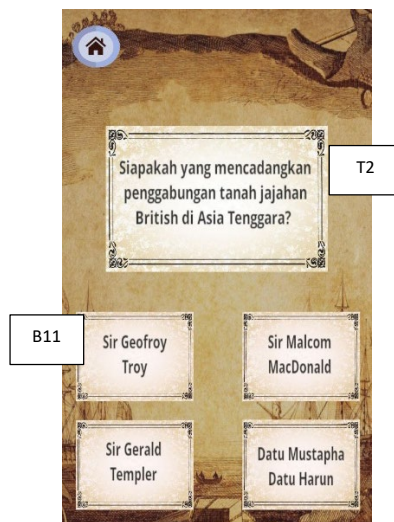 Siapakah yang mencadangkan
penggabungan tanah jajahan
British di Asia Tenggara?
T2
B11
Sir Geofroy
Troy
Sir Malcom
MacDonald
Sir Gerald
Templer
Datu Mustapha
Datu Harun